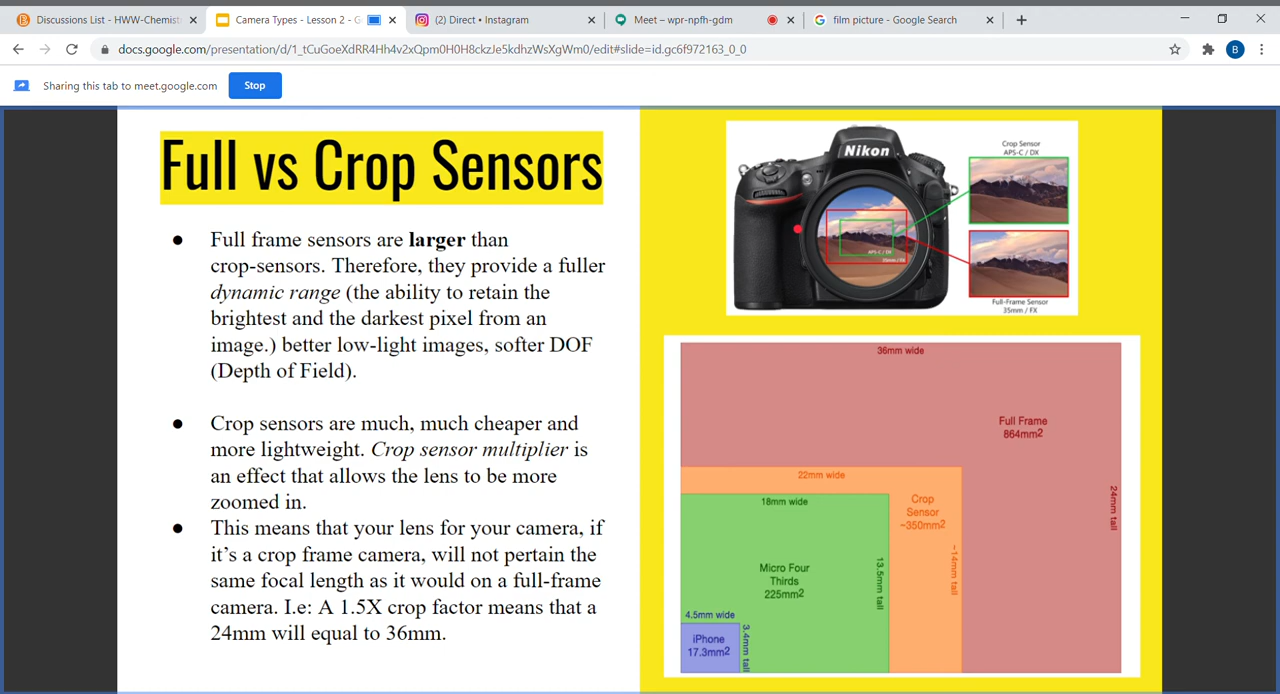 Discussions List - HWW-Chemist
Camera Types - Lesson 2 - G
(2) Direct • Instagram
Meet – wpr-npfh-gdm
film picture - Google Search
docs.google.com/presentation/d/1_tCuGoeXdRR4Hh4v2xQpm0H0H8ckzJe5kdhzWsXgWm0/edit#slide=id.gc6f972163_0_0
B
Sharing this tab to meet.google.com
Stop
Full vs Crop Sensors
● Full frame sensors are larger than
crop-sensors. Therefore, they provide a fuller
dynamic range (the ability to retain the
brightest and the darkest pixel from an
image.) better low-light images, softer DOF
(Depth of Field).
● Crop sensors are much, much cheaper and
more lightweight. Crop sensor multiplier is
an effect that allows the lens to be more
zoomed in.
● This means that your lens for your camera, if
it's a crop frame camera, will not pertain the
same focal length as it would on a full-frame
camera. I.e: A 1.5X crop factor means that a
24mm will equal to 36mm.
Nikon
APS-C / DX
35mm / FX
Crop Sensor
APS-C / DX
Full-Frame Sensor
35mm / FX
36mm wide
Full Frame
864mm2
24mm tall
22mm wide
Crop
Sensor
~350mm2
~14mm tall
18mm wide
Micro Four
Thirds
225mm2
13.5mm tall
4.5mm wide
iPhone
17.3mm2
3.4mm tall